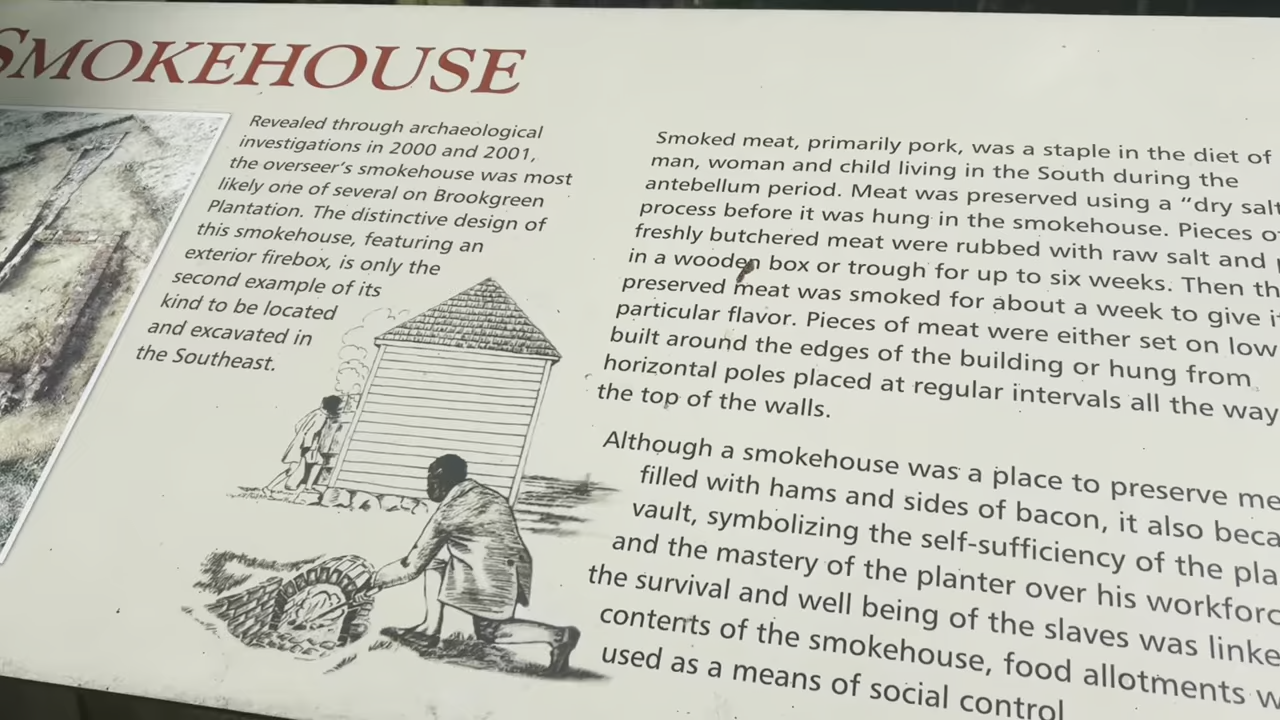 SMOKEHOUSE
Revealed through archaeological
investigations in 2000 and 2001,
the overseer's smokehouse was most
likely one of several on Brookgreen
Plantation. The distinctive design of
this smokehouse, featuring an
exterior firebox, is only the
second example of its
kind to be located
and excavated in
the Southeast.
Smoked meat, primarily pork, was a staple in the diet of
man, woman and child living in the South during the
antebellum period. Meat was preserved using a "dry salt
process before it was hung in the smokehouse. Pieces of
freshly butchered meat were rubbed with raw salt and
in a wooden box or trough for up to six weeks. Then th
preserved meat was smoked for about a week to give i
particular flavor. Pieces of meat were either set on low
built around the edges of the building or hung from
horizontal poles placed at regular intervals all the way
the top of the walls.
Although a smokehouse was a place to preserve me
filled with hams and sides of bacon, it also beca
vault, symbolizing the self-sufficiency of the pla
and the mastery of the planter over his workforc
the survival and well being of the slaves was linke
contents of the smokehouse, food allotments w
used as a means of social control